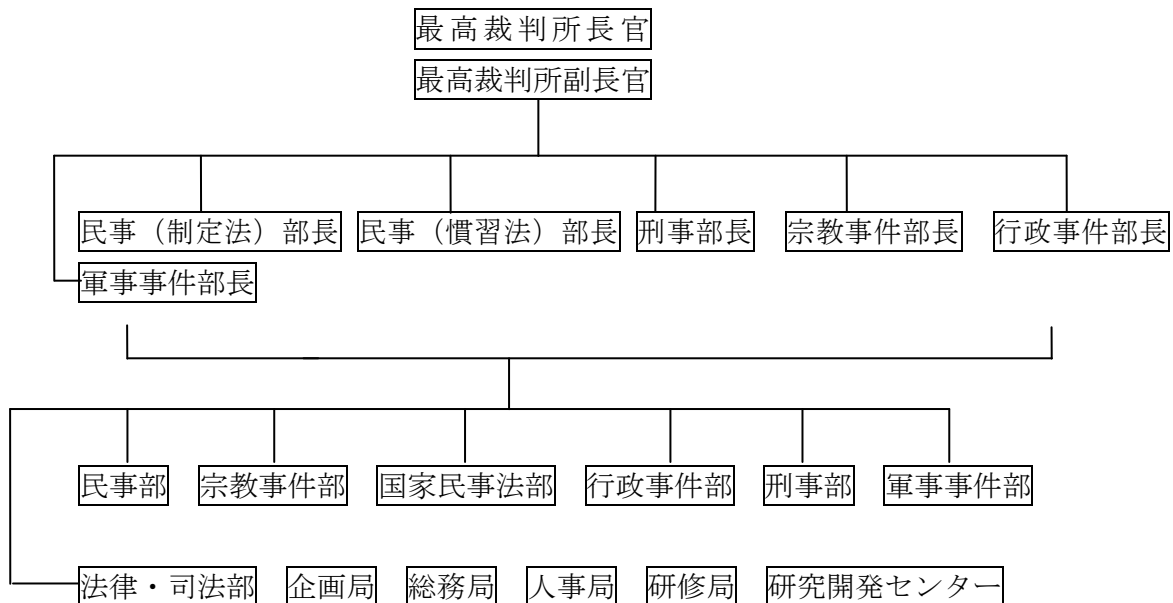 最高裁判所長官
最高裁判所副長官
民事（制定法）部長 民事（慣習法）部長 刑事部長 宗教事件部長 行政事件部長
軍事事件部長
民事部 宗教事件部 国家民事法部 行政事件部 刑事部 軍事事件部
法律・司法部 企画局 総務局 人事局 研修局 研究開発センター